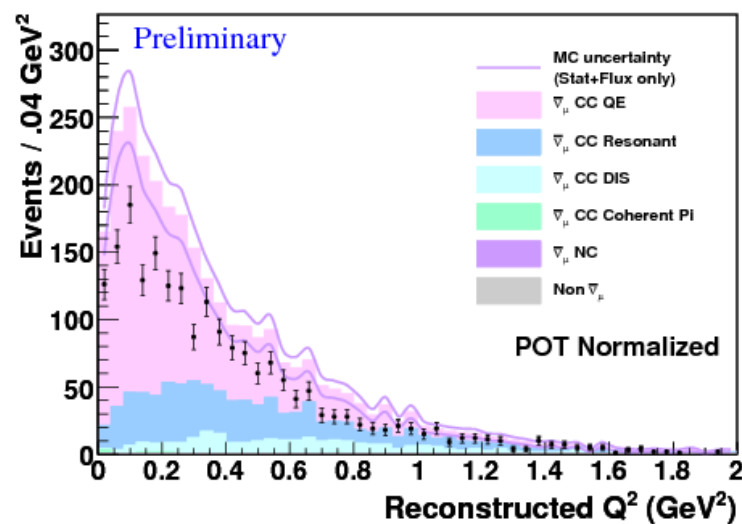 Preliminary
Events / .04 GeV²
300
250
200
150
100
50
0
MC uncertainty
(Stat+Flux only)
ν̅μ CC QE
ν̅μ CC Resonant
ν̅μ CC DIS
ν̅μ CC Coherent Pi
ν̅μ NC
Non ν̅μ
POT Normalized
0 0.2 0.4 0.6 0.8 1 1.2 1.4 1.6 1.8 2
Reconstructed Q² (GeV²)